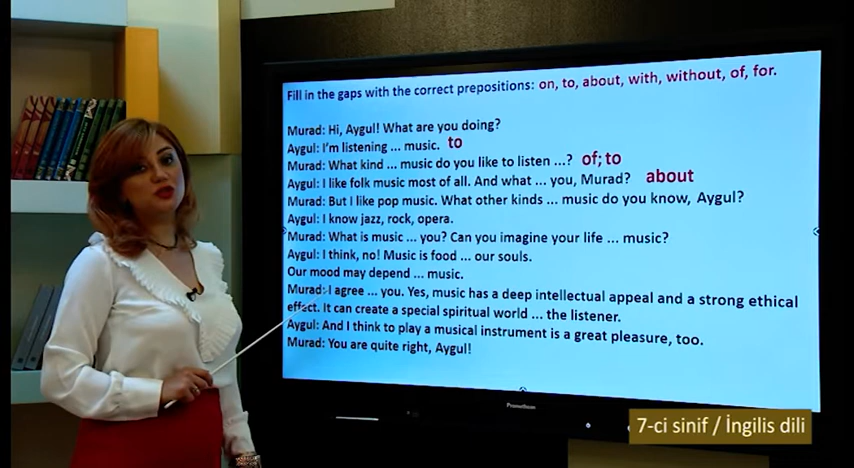 Fill in the gaps with the correct prepositions: on, to, about, with, without, of, for.
Murad: Hi, Aygul! What are you doing?
Aygul: I'm listening ... music. to
Murad: What kind ... music do you like to listen ...? of; to
Aygul: I like folk music most of all. And what ... you, Murad? about
Murad: But I like pop music. What other kinds ... music do you know, Aygul?
Aygul: I know jazz, rock, opera.
Murad: What is music ... you? Can you imagine your life ... music?
Aygul: I think, no! Music is food ... our souls.
Our mood may depend ... music.
Murad: I agree ... you. Yes, music has a deep intellectual appeal and a strong ethical
effect. It can create a special spiritual world ... the listener.
Aygul: And I think to play a musical instrument is a great pleasure, too.
Murad: You are quite right, Aygul!
Promethean
7-ci sinif / İngilis dili